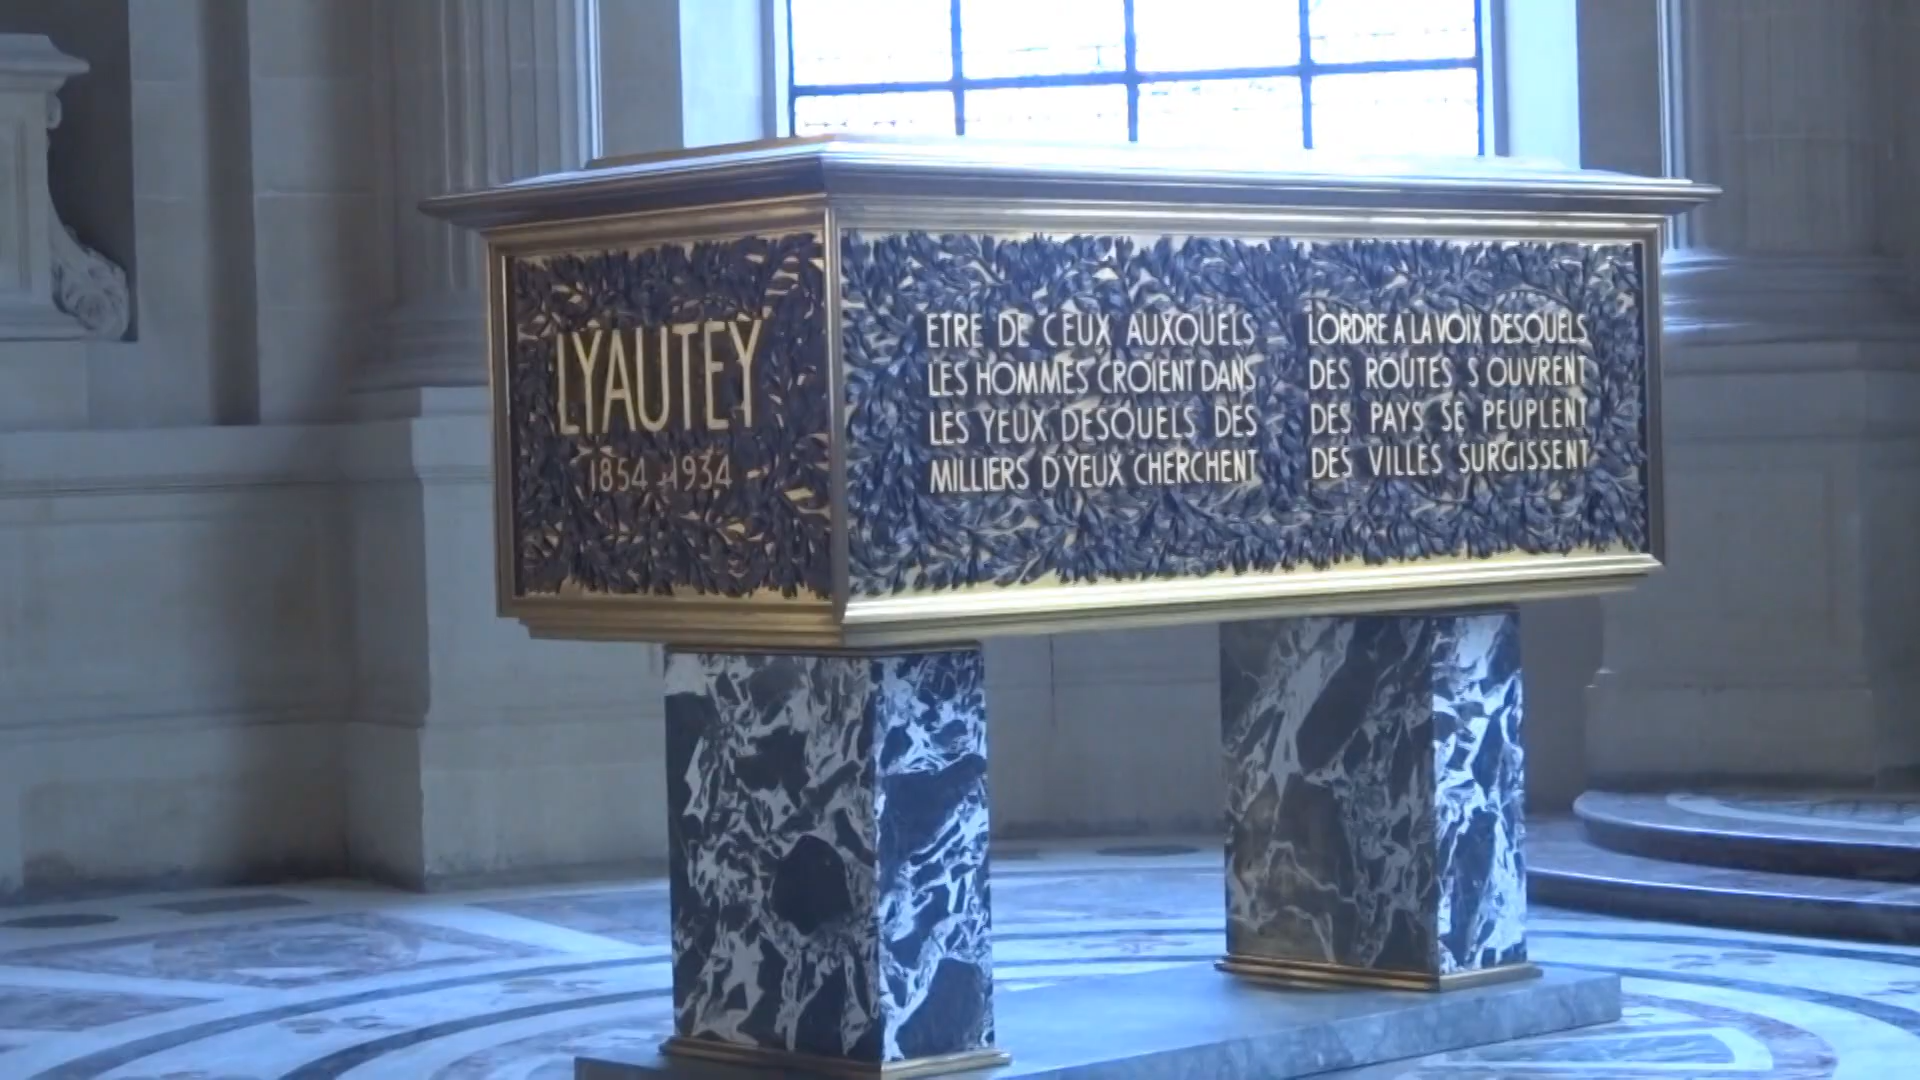 LYAUTEY
1854-1934
ETRE DE CEUX AUXQUELS
LES HOMMES CROIENT DANS
LES YEUX DESQUELS DES
MILLIERS D'YEUX CHERCHENT
L'ORDRE A LA VOIX DESQUELS
DES ROUTES S'OUVRENT
DES PAYS SE PEUPLENT
DES VILLES SURGISSENT